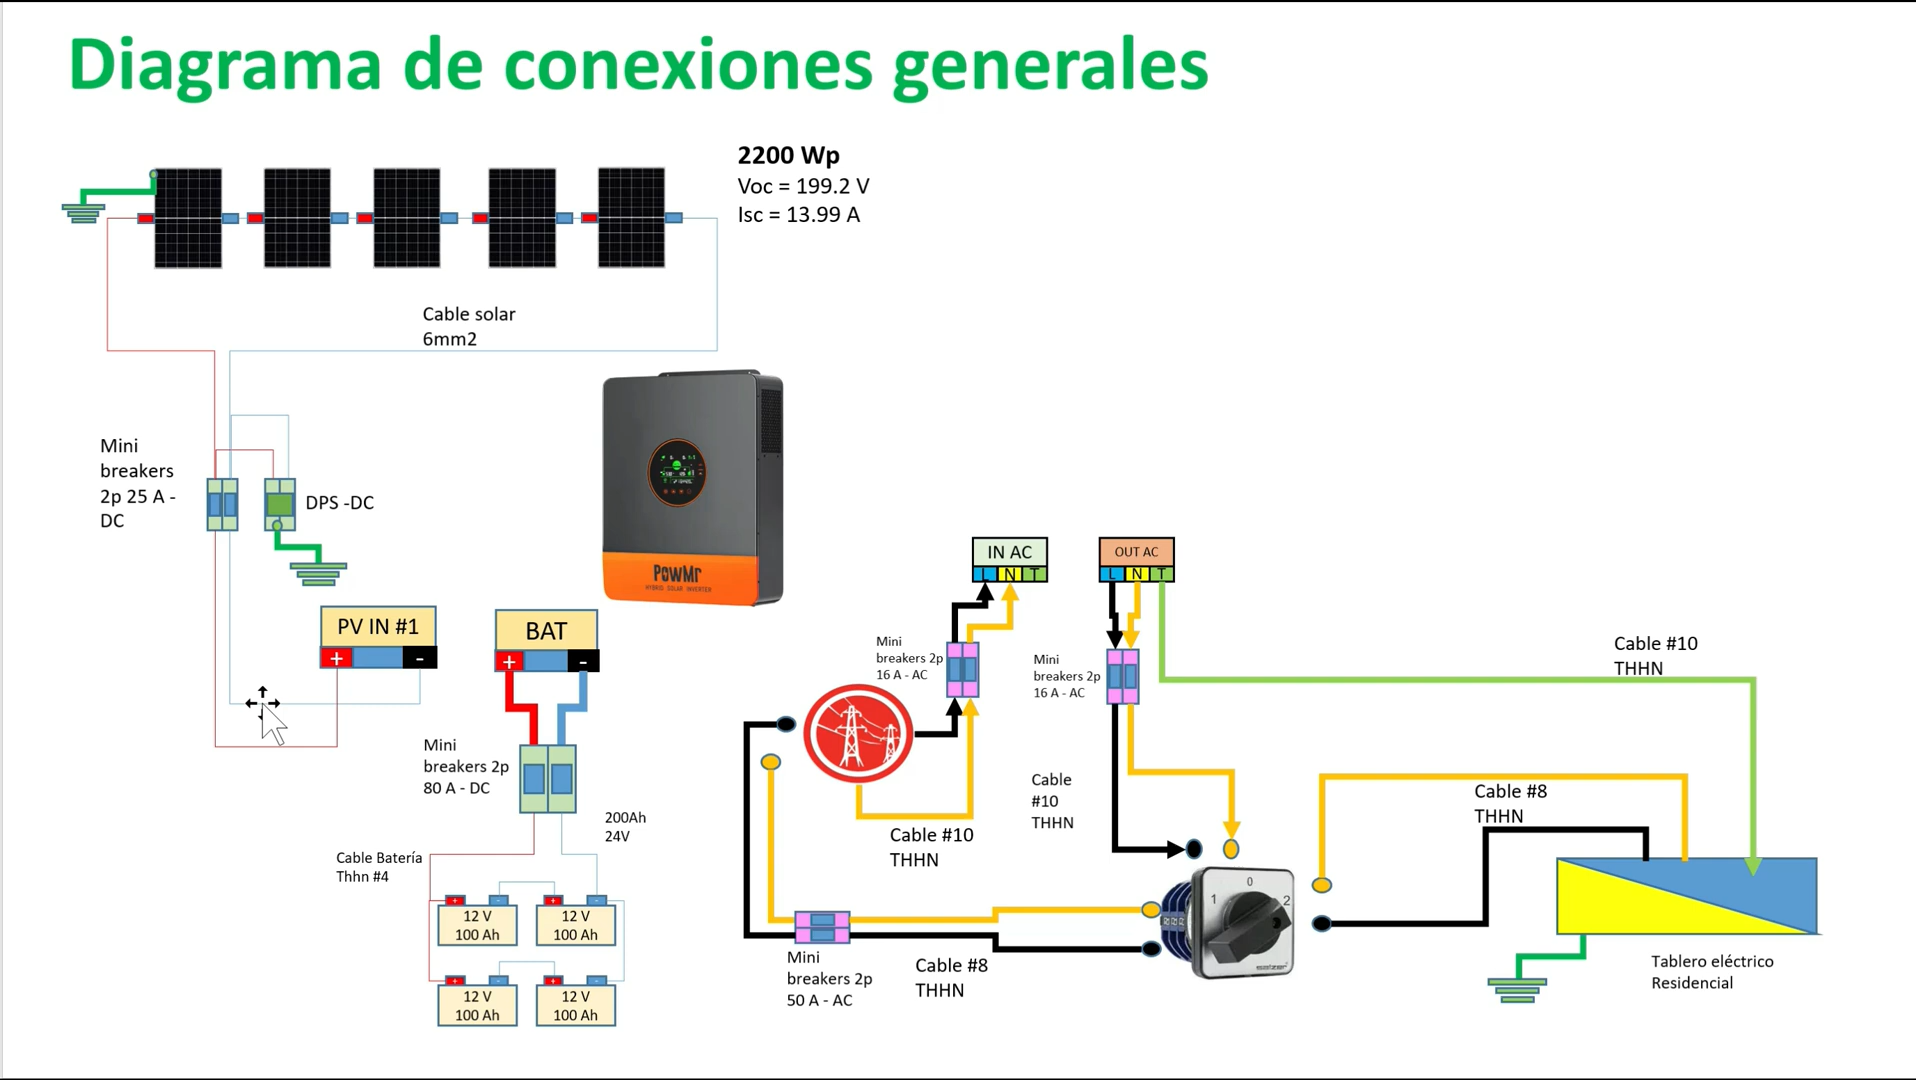 Diagrama de conexiones generales
2200 Wp
Voc = 199.2 V
Isc = 13.99 A
Cable solar
6mm2
Mini
breakers
2p 25 A -
DC
DPS -DC
PowMr
HYBRID SOLAR INVERTER
PV IN #1
+
-
BAT
+
-
Mini
breakers 2p
80 A - DC
200Ah
24V
Cable Batería
Thhn #4
+
-
+
-
12 V
100 Ah
12 V
100 Ah
+
-
+
-
12 V
100 Ah
12 V
100 Ah
IN AC
L N T
OUT AC
L N T
Mini
breakers 2p
16 A - AC
Mini
breakers 2p
16 A - AC
Cable #10
THHN
Cable
#10
THHN
Cable #10
THHN
Cable #8
THHN
0
1
2
Mini
breakers 2p
50 A - AC
Cable #8
THHN
Tablero eléctrico
Residencial